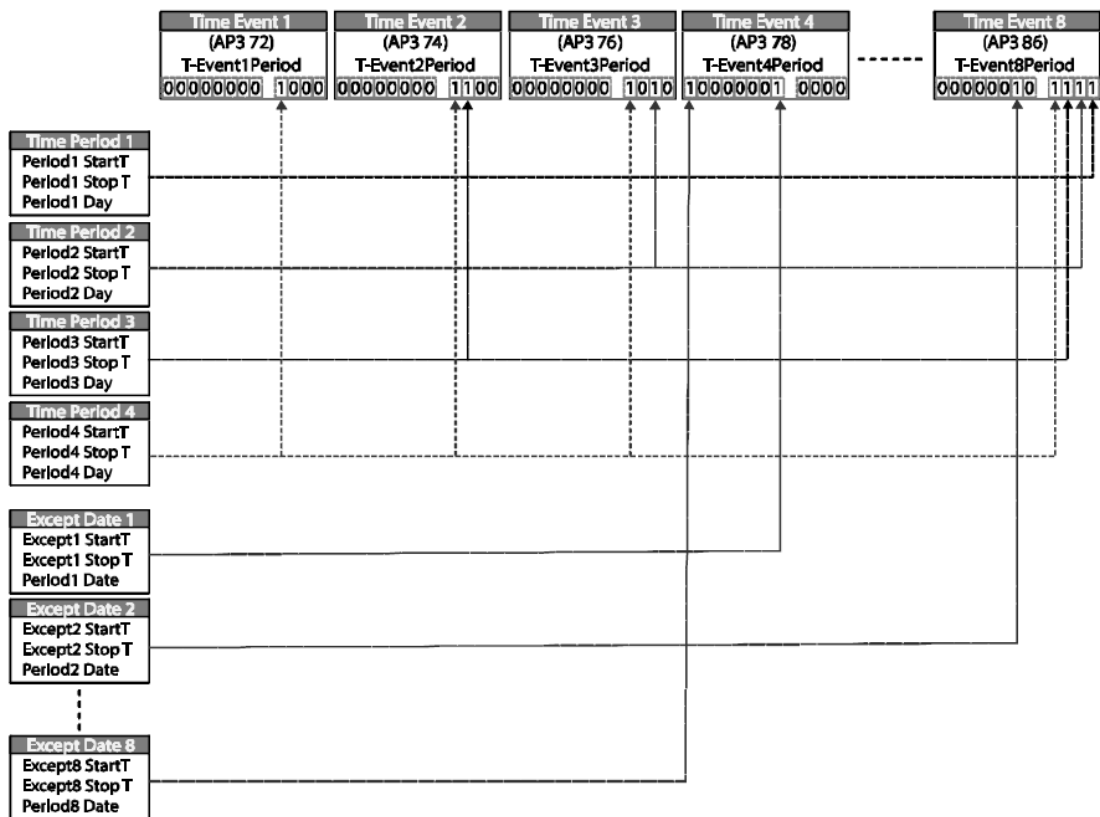 Time Event 1
(AP3 72)
T-Event1Period
00000000 1000
Time Event 2
(AP3 74)
T-Event2Period
00000000 1100
Time Event 3
(AP3 76)
T-Event3Period
00000000 1010
Time Event 4
(AP3 78)
T-Event4Period
10000001 0000
Time Event 8
(AP3 86)
T-Event8Period
00000010 1111
Time Period 1
Period1 StartT
Period1 Stop T
Period1 Day
Time Period 2
Period2 StartT
Period2 Stop T
Period2 Day
Time Period 3
Period3 StartT
Period3 Stop T
Period3 Day
Time Period 4
Period4 StartT
Period4 Stop T
Period4 Day
Except Date 1
Except1 StartT
Except1 Stop T
Period1 Date
Except Date 2
Except2 StartT
Except2 Stop T
Period2 Date
Except Date 8
Except8 StartT
Except8 Stop T
Period8 Date